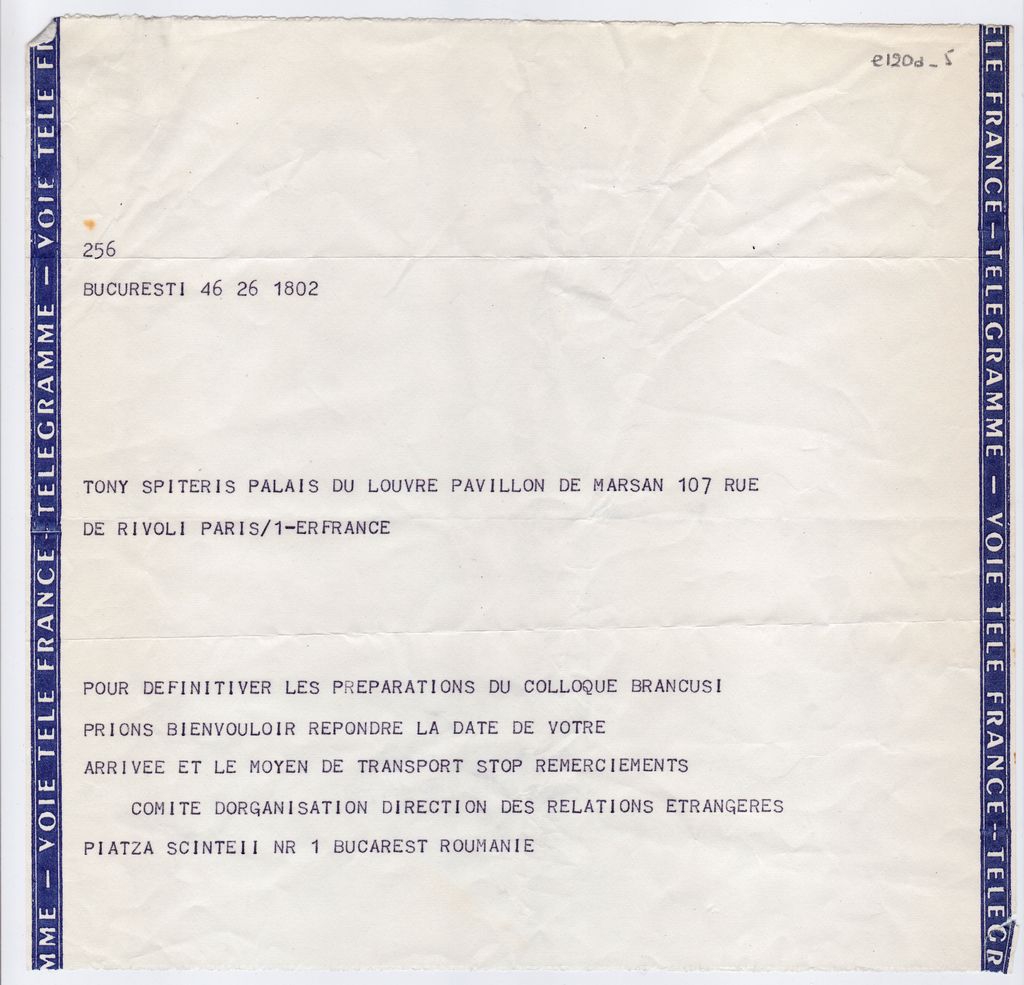 e120d_5
256
BUCURESTI 46 26 1802
TONY SPITERIS PALAIS DU LOUVRE PAVILLON DE MARSAN 107 RUE
DE RIVOLI PARIS/1-ERFRANCE
POUR DEFINITIVER LES PREPARATIONS DU COLLOQUE BRANCUSI
PRIONS BIENVOULOIR REPONDRE LA DATE DE VOTRE
ARRIVEE ET LE MOYEN DE TRANSPORT STOP REMERCIEMENTS
COMITE DORGANISATION DIRECTION DES RELATIONS ETRANGERES
PIATZA SCINTEII NR 1 BUCAREST ROUMANIE
MME — VOIE TELE FRANCE -- TELEGRAMME — VOIE TELE FR
ELE FRANCE — TELEGRAMME — VOIE TELE FRANCE -- TELEGR